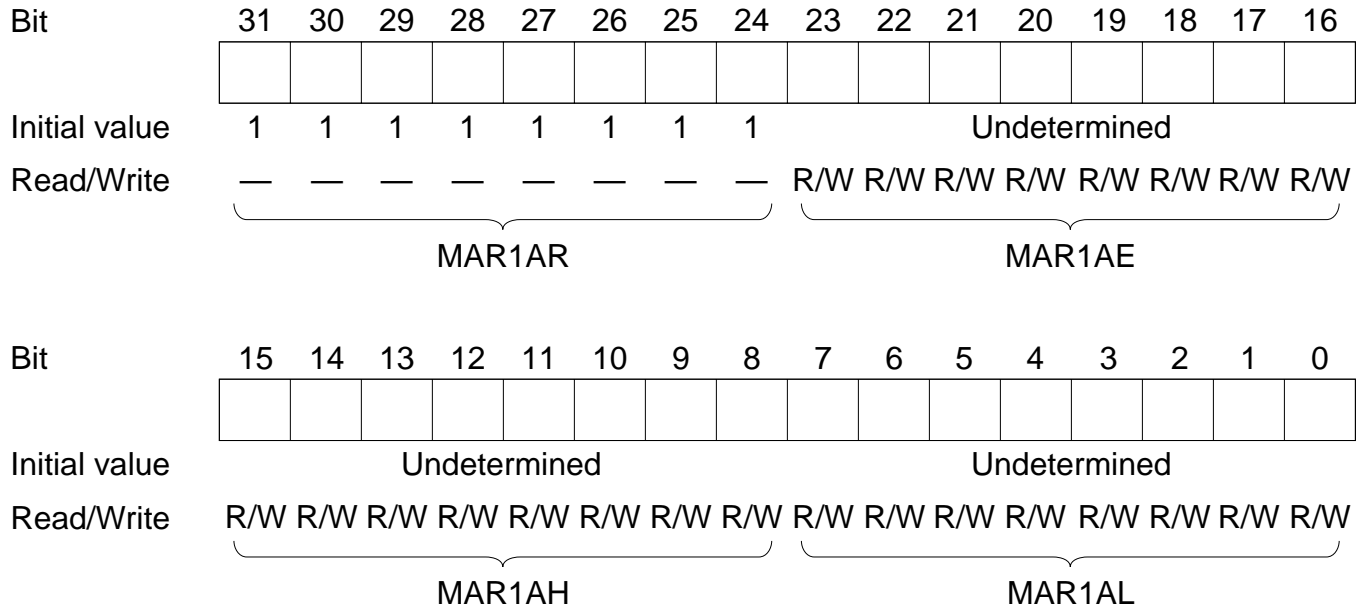 Bit 31 30 29 28 27 26 25 24 23 22 21 20 19 18 17 16
Initial value 1 1 1 1 1 1 1 1 Undetermined
Read/Write — — — — — — — — R/W R/W R/W R/W R/W R/W R/W R/W
MAR1AR MAR1AE
Bit 15 14 13 12 11 10 9 8 7 6 5 4 3 2 1 0
Initial value Undetermined Undetermined
Read/Write R/W R/W R/W R/W R/W R/W R/W R/W R/W R/W R/W R/W R/W R/W R/W R/W
MAR1AH MAR1AL